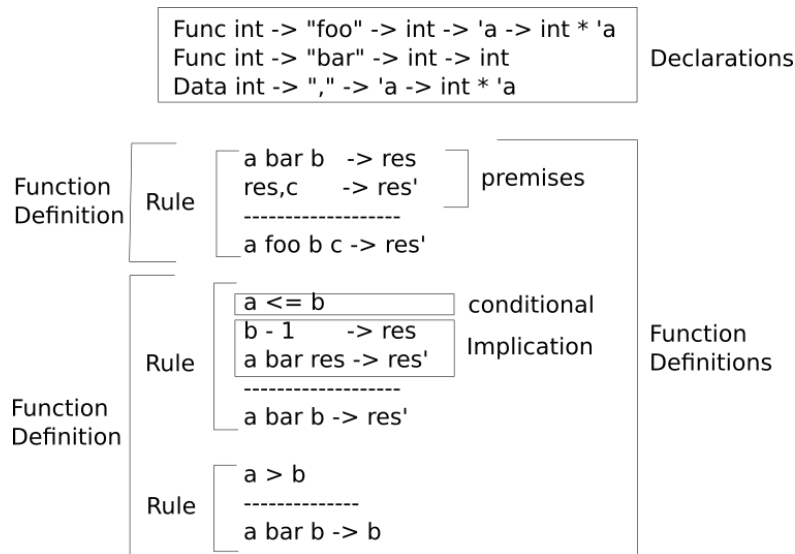 Func int -> "foo" -> int -> 'a -> int * 'a
Func int -> "bar" -> int -> int
Data int -> "," -> 'a -> int * 'a
Declarations
Function
Definition
Rule
a bar b -> res
res,c -> res'
-------------------
a foo b c -> res'
premises
Function
Definition
Rule
a <= b
conditional
b - 1 -> res
a bar res -> res'
Implication
-------------------
a bar b -> res'
Rule
a > b
--------------
a bar b -> b
Function
Definitions